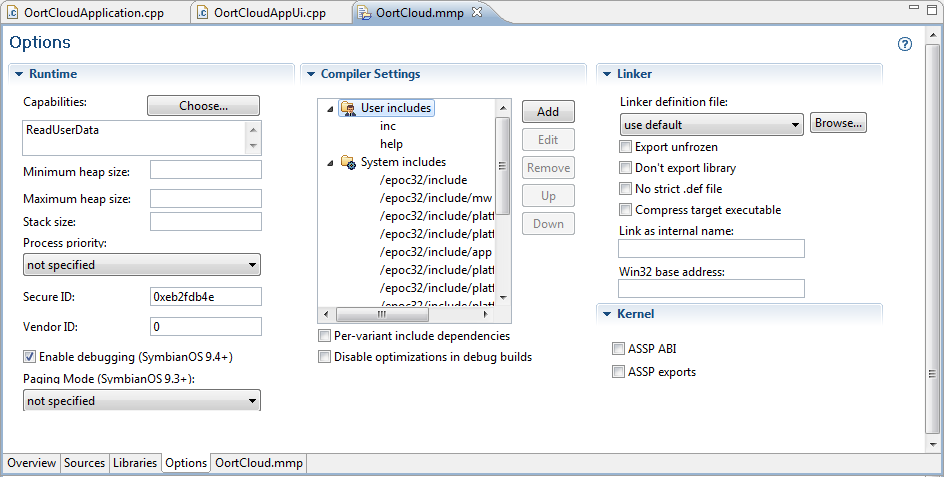 OortCloudApplication.cpp
OortCloudAppUi.cpp
OortCloud.mmp
Options
Runtime
Capabilities:
Choose...
ReadUserData
Minimum heap size:
Maximum heap size:
Stack size:
Process priority:
not specified
Secure ID:
0xeb2fdb4e
Vendor ID:
0
Enable debugging (SymbianOS 9.4+)
Paging Mode (SymbianOS 9.3+):
not specified
Compiler Settings
User includes
inc
help
System includes
/epoc32/include
/epoc32/include/mw
/epoc32/include/platf
/epoc32/include/app
/epoc32/include/platf
/epoc32/include/platf
/epoc32/include/platf
Add
Edit
Remove
Up
Down
Per-variant include dependencies
Disable optimizations in debug builds
Linker
Linker definition file:
use default
Browse...
Export unfrozen
Don't export library
No strict .def file
Compress target executable
Link as internal name:
Win32 base address:
Kernel
ASSP ABI
ASSP exports
Overview
Sources
Libraries
Options
OortCloud.mmp